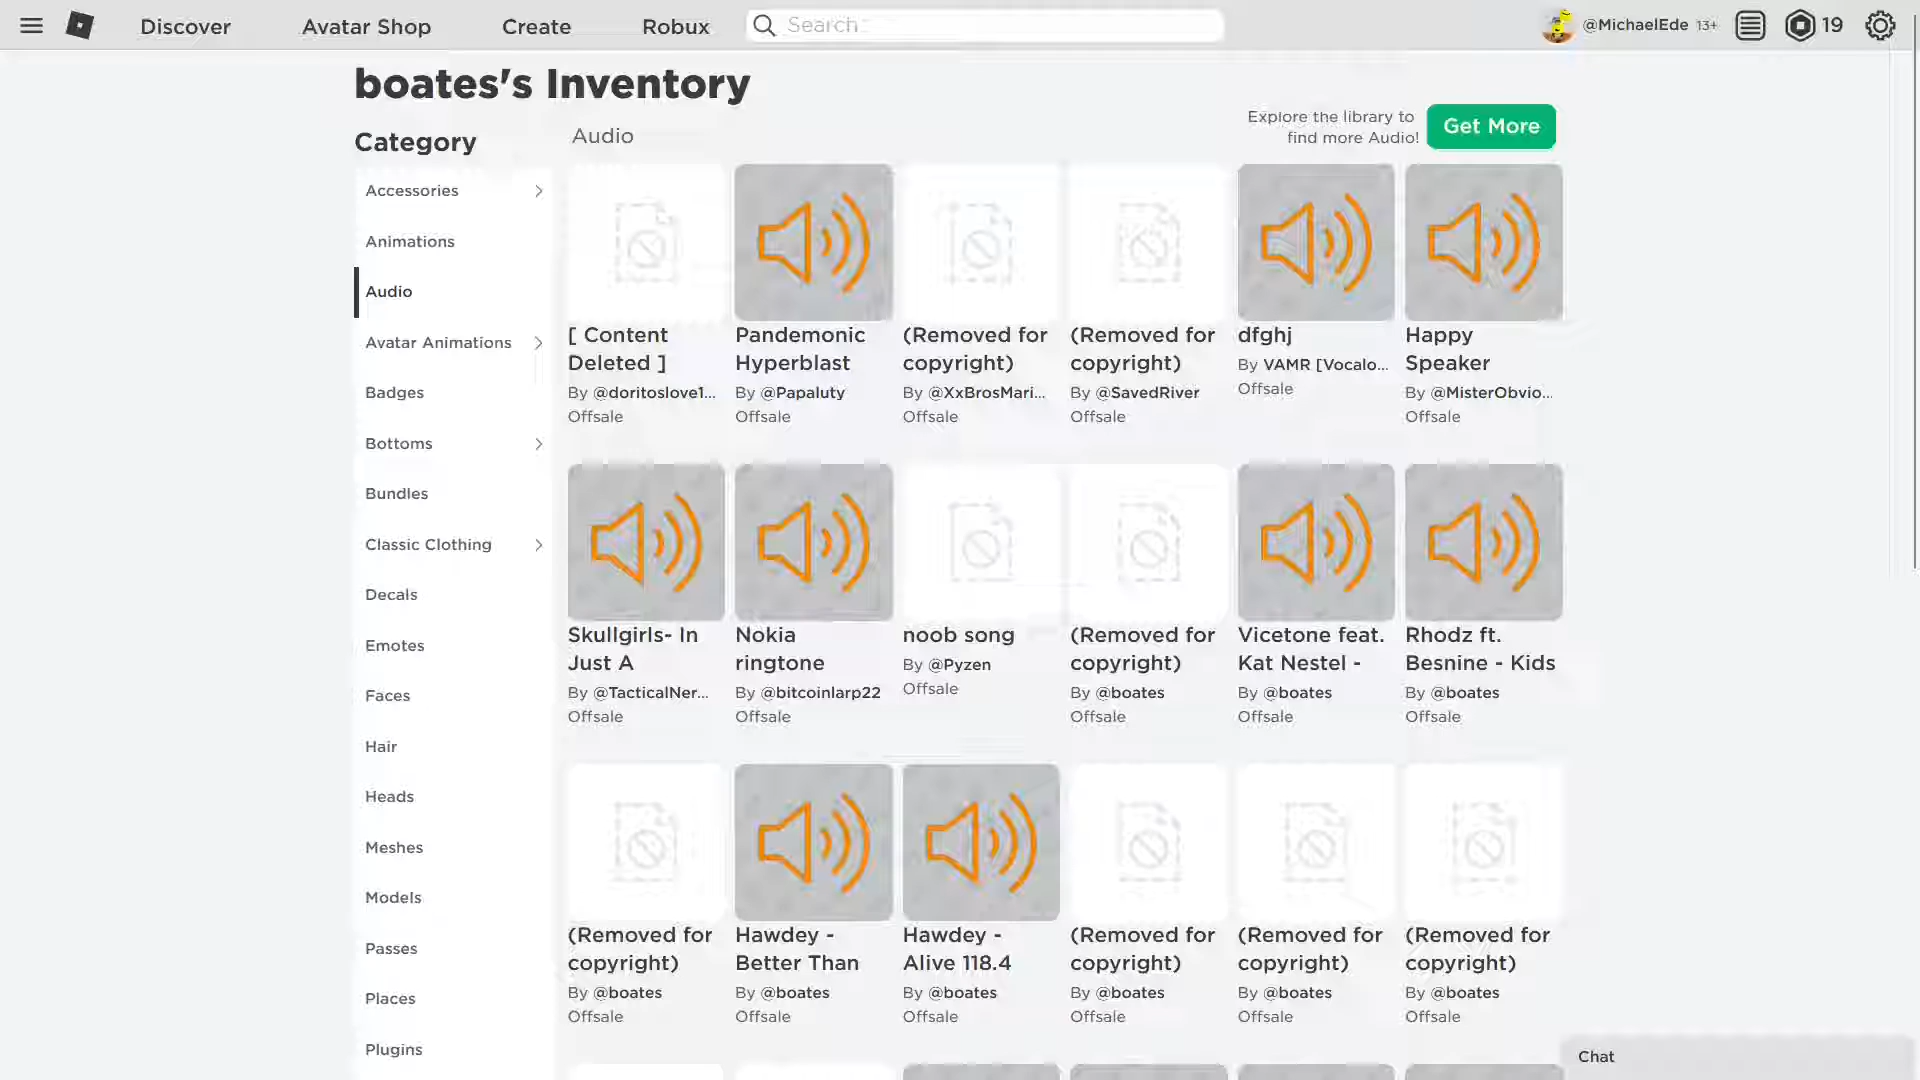 Discover
Avatar Shop
Create
Robux
Search
@MichaelEde 13+
19
boates's Inventory
Category
Audio
Explore the library to
find more Audio!
Get More
Accessories
Animations
Audio
Avatar Animations
Badges
Bottoms
Bundles
Classic Clothing
Decals
Emotes
Faces
Hair
Heads
Meshes
Models
Passes
Places
Plugins
[ Content
Deleted ]
By @doritoslove1...
Offsale
Pandemonic
Hyperblast
By @Papaluty
Offsale
(Removed for
copyright)
By @XxBrosMari...
Offsale
(Removed for
copyright)
By @SavedRiver
Offsale
dfghj
By VAMR [Vocalo...
Offsale
Happy
Speaker
By @MisterObvio...
Offsale
Skullgirls- In
Just A
By @TacticalNer...
Offsale
Nokia
ringtone
By @bitcoinlarp22
Offsale
noob song
By @Pyzen
Offsale
(Removed for
copyright)
By @boates
Offsale
Vicetone feat.
Kat Nestel -
By @boates
Offsale
Rhodz ft.
Besnine - Kids
By @boates
Offsale
(Removed for
copyright)
By @boates
Offsale
Hawdey -
Better Than
By @boates
Offsale
Hawdey -
Alive 118.4
By @boates
Offsale
(Removed for
copyright)
By @boates
Offsale
(Removed for
copyright)
By @boates
Offsale
(Removed for
copyright)
By @boates
Offsale
Chat